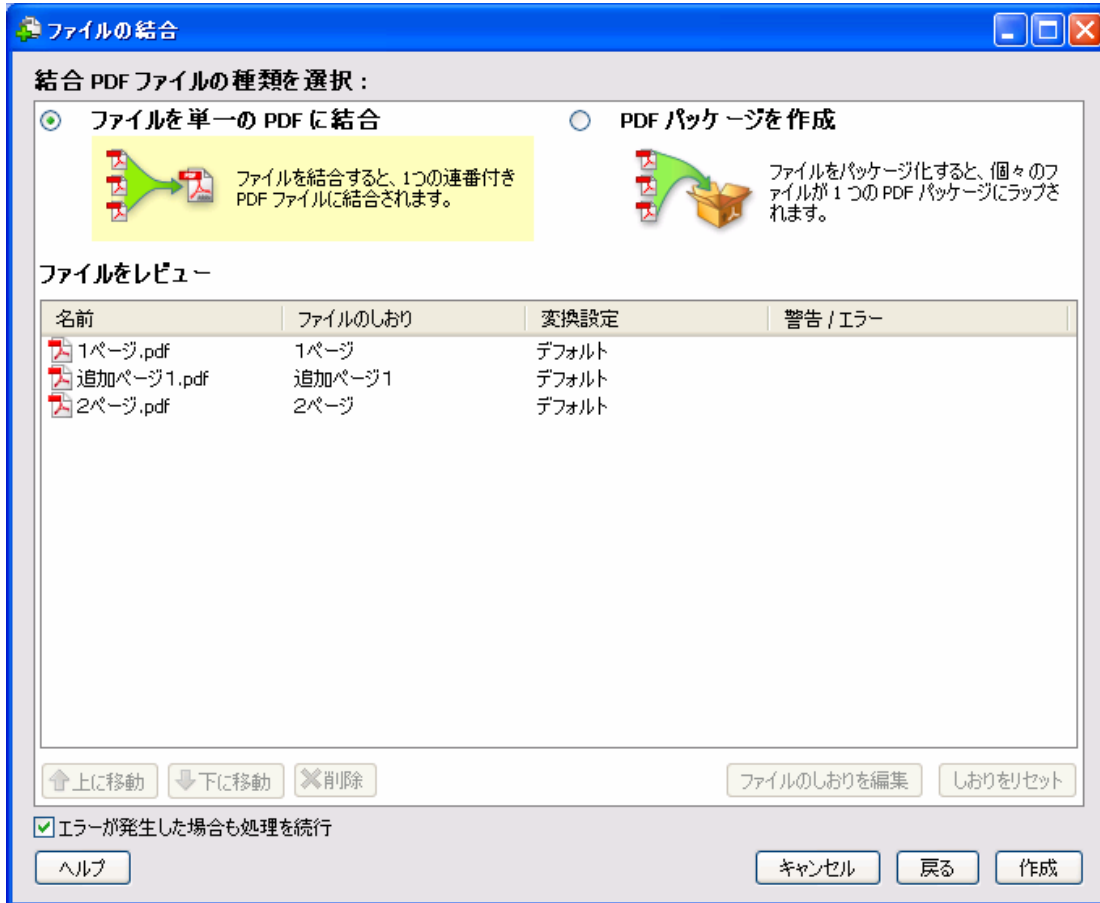 ファイルの結合
結合 PDF ファイルの種類を選択：
ファイルを単一の PDF に結合
ファイルを結合すると、1つの連番付き
PDF ファイルに結合されます。
PDF パッケージを作成
ファイルをパッケージ化すると、個々のフ
ァイルが 1 つの PDF パッケージにラップさ
れます。
ファイルをレビュー
名前 ファイルのしおり 変換設定 警告 / エラー
1ページ.pdf 1ページ デフォルト
追加ページ1.pdf 追加ページ1 デフォルト
2ページ.pdf 2ページ デフォルト
上に移動 下に移動 削除 ファイルのしおりを編集 しおりをリセット
エラーが発生した場合も処理を続行
ヘルプ キャンセル 戻る 作成